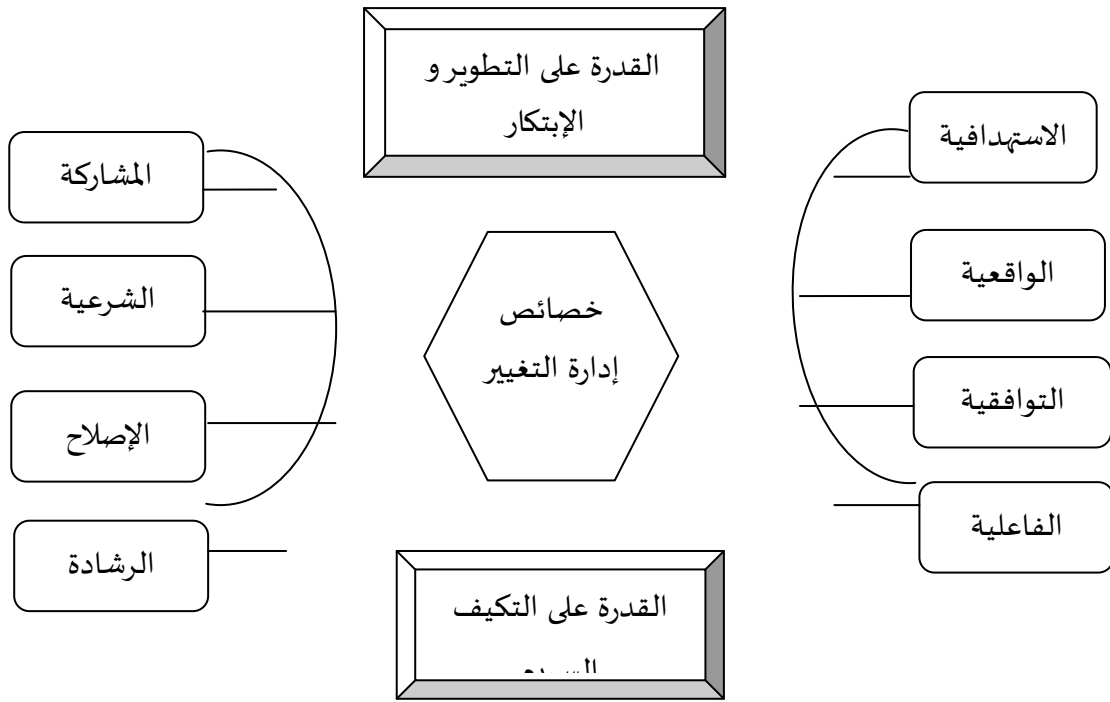 القدرة على التطوير و
الإبتكار
الاستهدافية
الواقعية
التوافقية
الفاعلية
خصائص
إدارة التغيير
المشاركة
الشرعية
الإصلاح
الرشادة
القدرة على التكيف